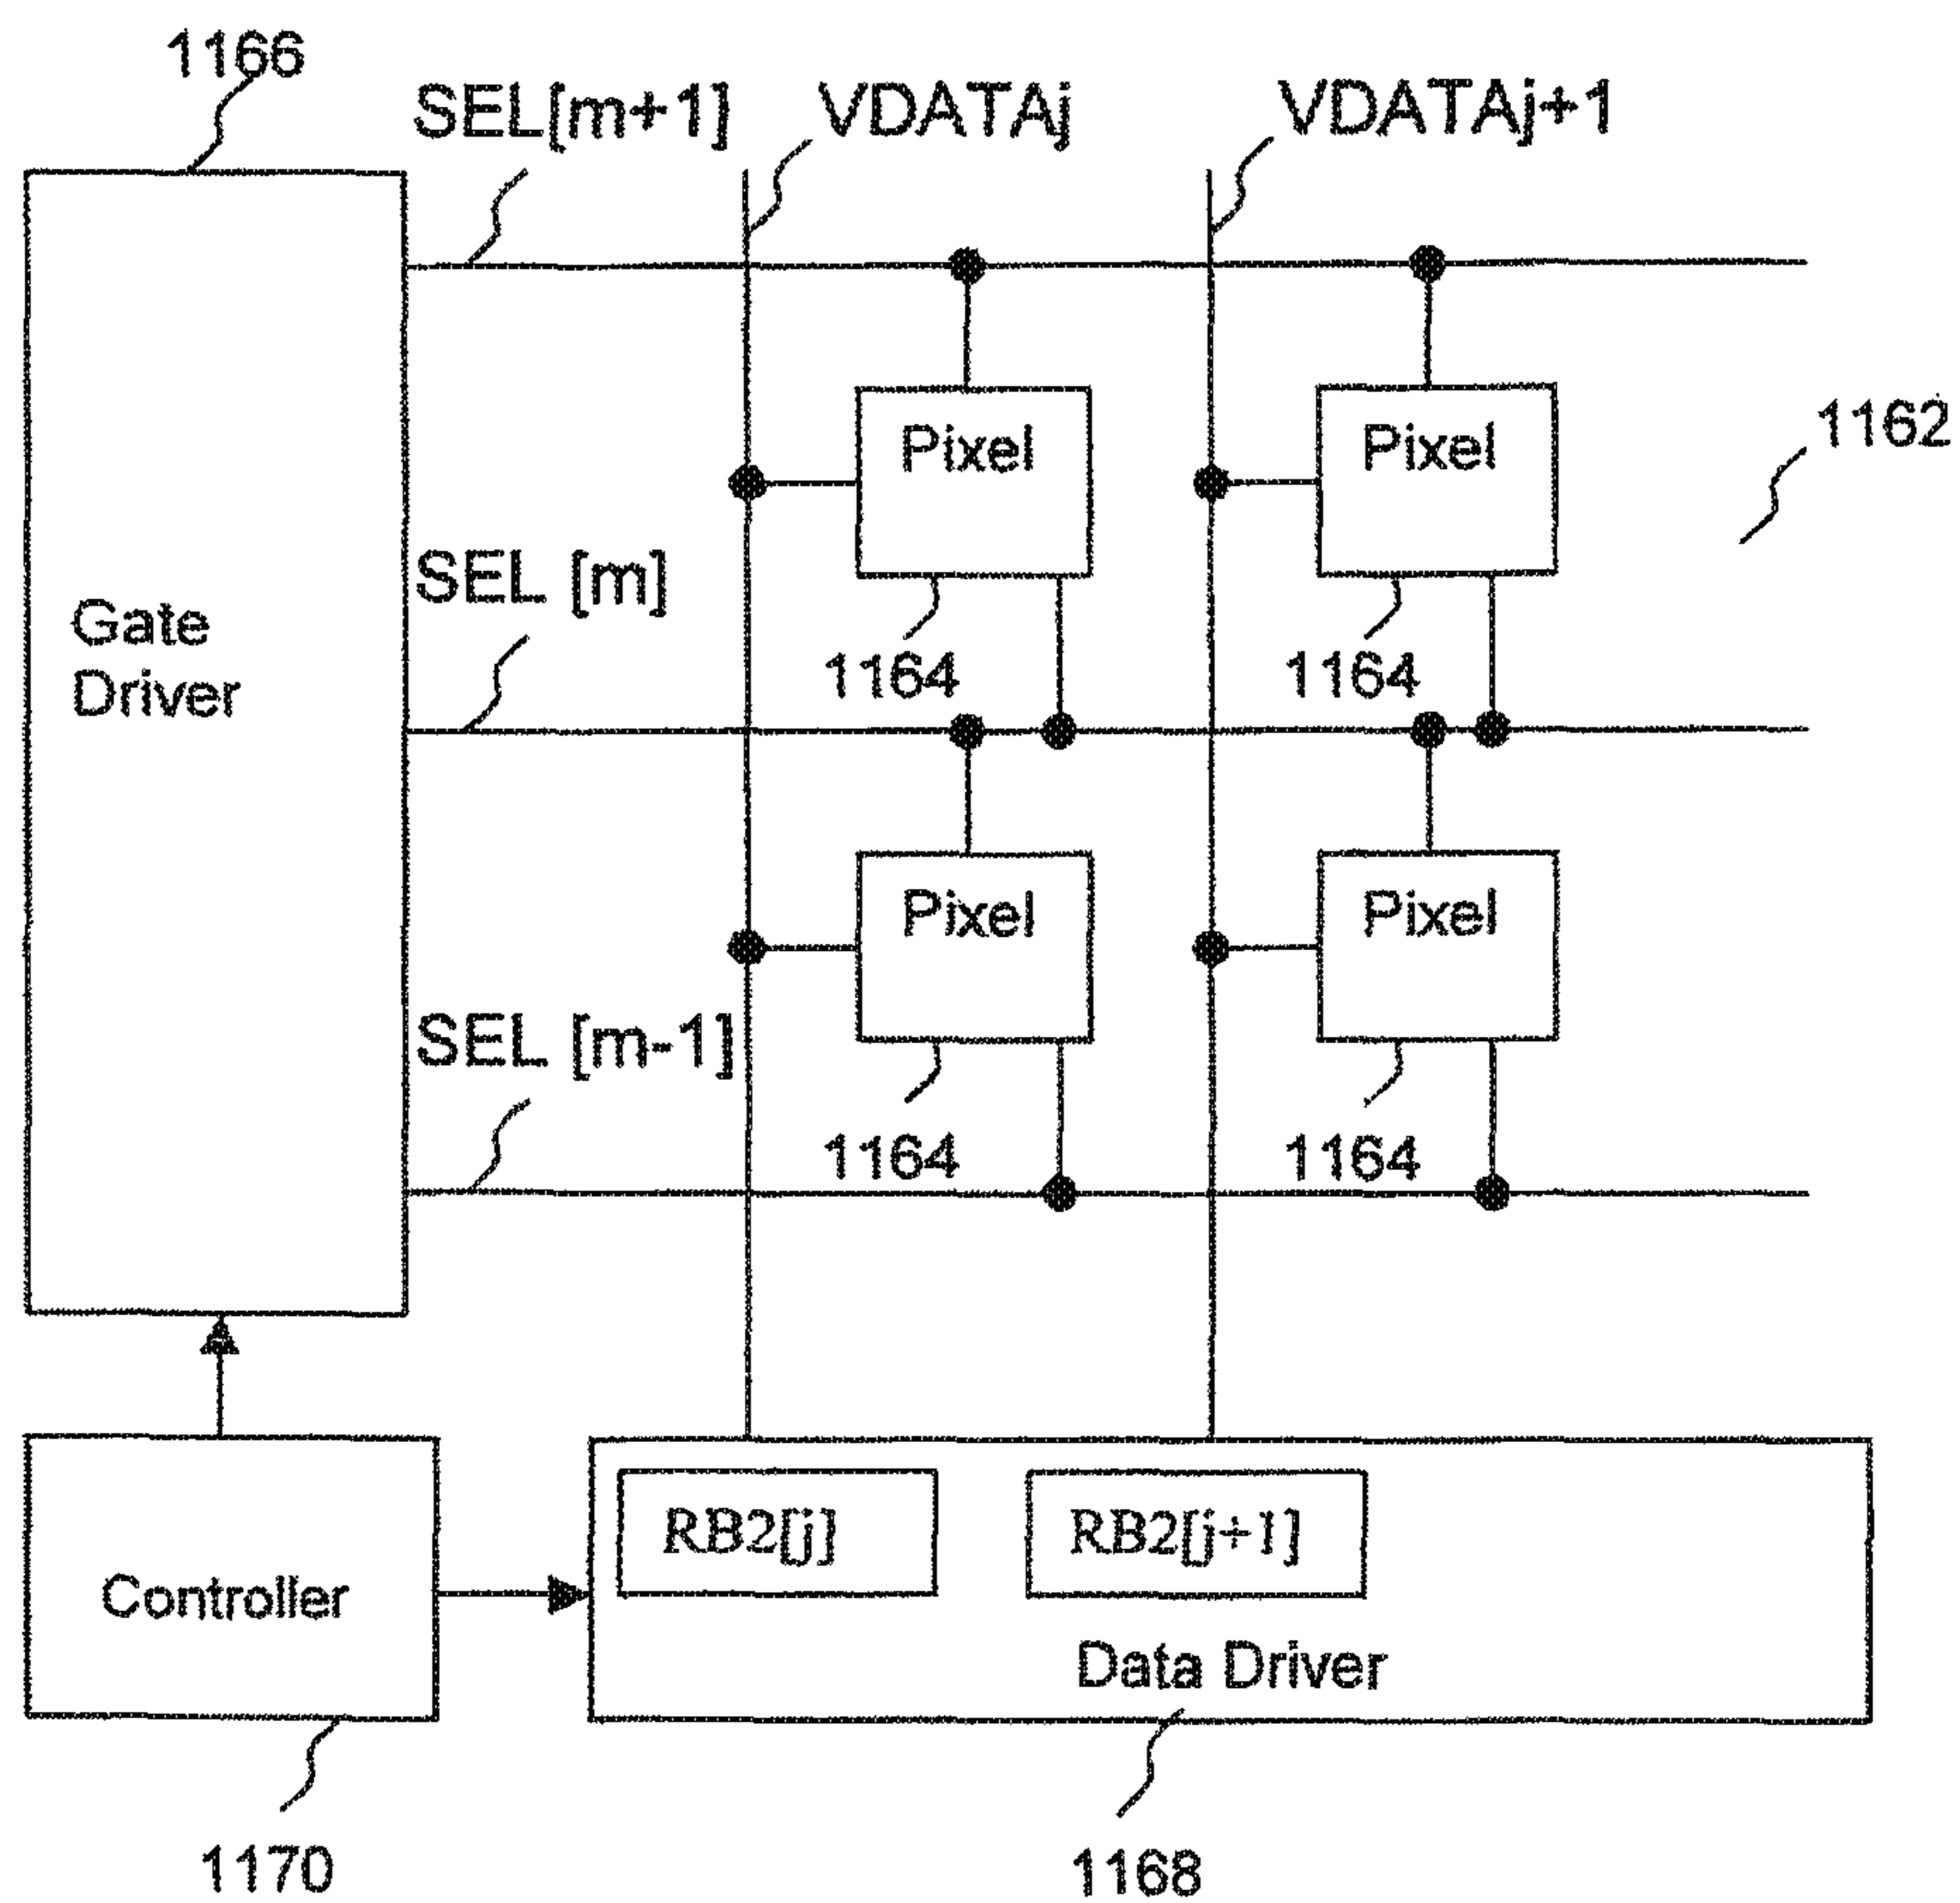 1166
SEL[m+1]
VDATAj
VDATAj+1
Pixel
Pixel
1162
SEL [m]
Gate
Driver
1164
1164
Pixel
Pixel
SEL [m-1]
1164
1164
RB2[j]
RB2[j+1]
Controller
Data Driver
1170
1168